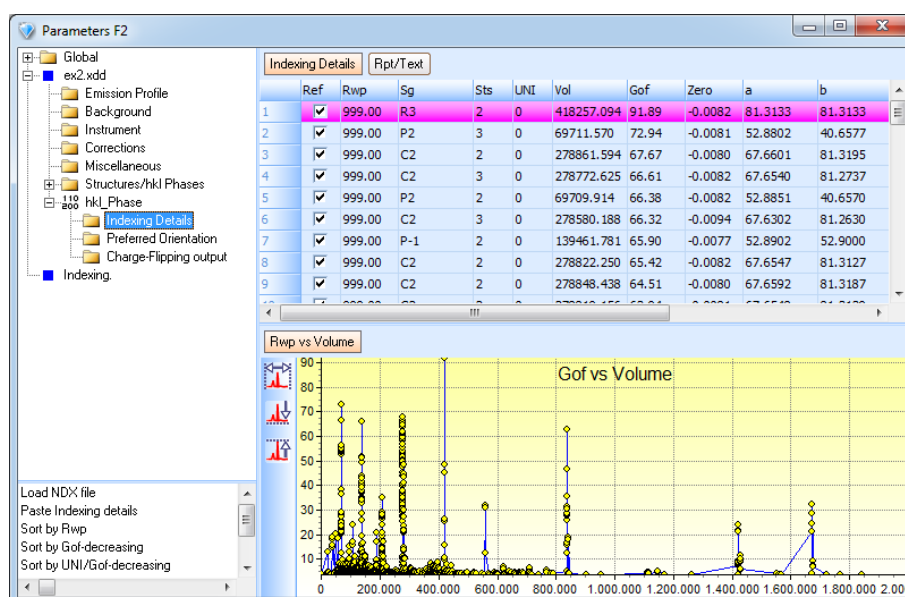 Parameters F2
Global
ex2.xdd
Emission Profile
Background
Instrument
Corrections
Miscellaneous
Structures/hkl Phases
110
200 hkl_Phase
Indexing Details
Preferred Orientation
Charge-Flipping output
Indexing.
Load NDX file
Paste Indexing details
Sort by Rwp
Sort by Gof-decreasing
Sort by UNI/Gof-decreasing
Indexing Details Rpt/Text
Ref Rwp Sg Sts UNI Vol Gof Zero a b
1 999.00 R3 2 0 418257.094 91.89 -0.0082 81.3133 81.3133
2 999.00 P2 3 0 69711.570 72.94 -0.0081 52.8802 40.6577
3 999.00 C2 2 0 278861.594 67.67 -0.0080 67.6601 81.3195
4 999.00 C2 3 0 278772.625 66.61 -0.0082 67.6540 81.2737
5 999.00 P2 2 0 69709.914 66.38 -0.0082 52.8851 40.6570
6 999.00 C2 3 0 278580.188 66.32 -0.0094 67.6302 81.2630
7 999.00 P-1 2 0 139461.781 65.90 -0.0077 52.8902 52.9000
8 999.00 C2 2 0 278822.250 65.42 -0.0082 67.6547 81.3127
9 999.00 C2 2 0 278848.438 64.51 -0.0080 67.6592 81.3187
Rwp vs Volume
Gof vs Volume
90
80
70
60
50
40
30
20
10
0 200.000 400.000 600.000 800.000 1.000.000 1.200.000 1.400.000 1.600.000 1.800.000 2.00